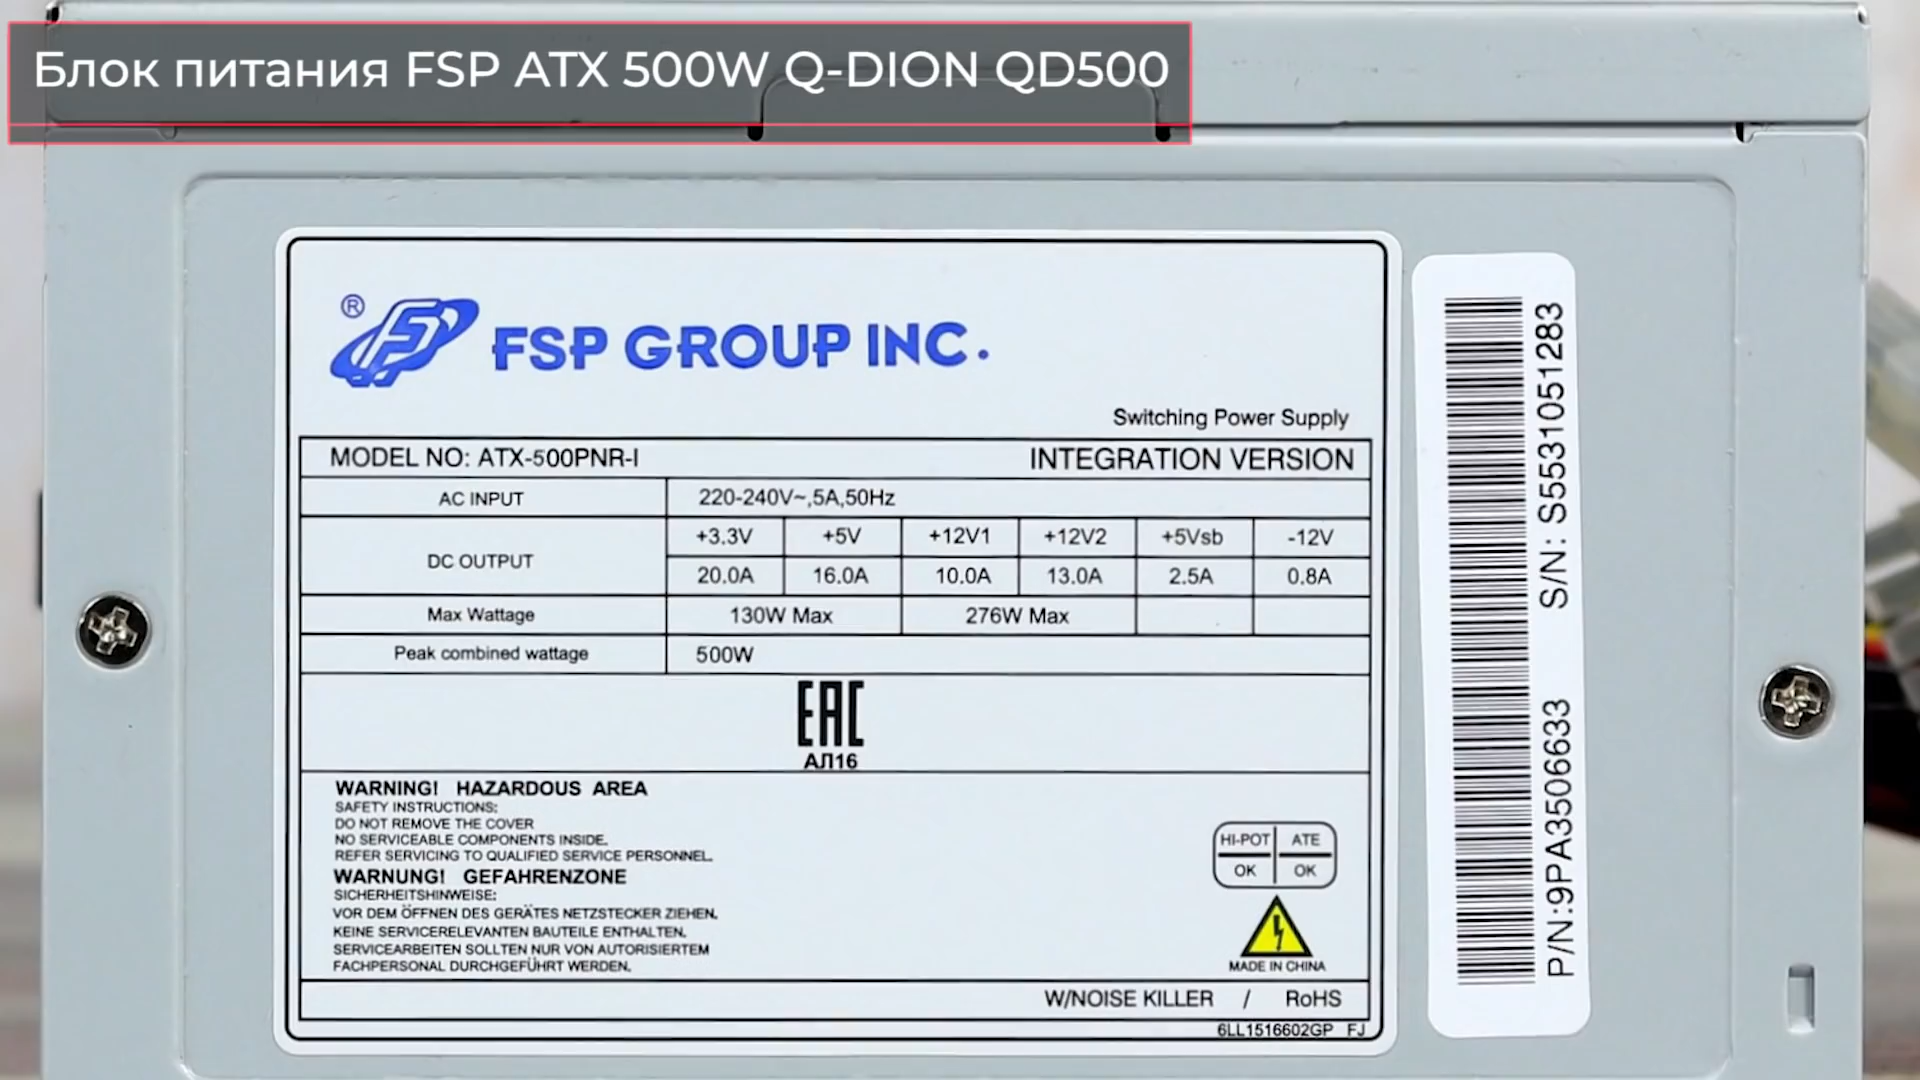 Блок питания FSP ATX 500W Q-DION QD500
® FSP GROUP INC.
Switching Power Supply
MODEL NO: ATX-500PNR-I INTEGRATION VERSION
AC INPUT 220-240V~,5A,50Hz
DC OUTPUT
+3.3V +5V +12V1 +12V2 +5Vsb -12V
20.0A 16.0A 10.0A 13.0A 2.5A 0.8A
Max Wattage 130W Max 276W Max
Peak combined wattage 500W
EAC
АЛ16
WARNING! HAZARDOUS AREA
SAFETY INSTRUCTIONS:
DO NOT REMOVE THE COVER
NO SERVICEABLE COMPONENTS INSIDE.
REFER SERVICING TO QUALIFIED SERVICE PERSONNEL.
WARNUNG! GEFAHRENZONE
SICHERHEITSHINWEISE:
VOR DEM ÖFFNEN DES GERÄTES NETZSTECKER ZIEHEN.
KEINE SERVICERELEVANTEN BAUTEILE ENTHALTEN.
SERVICEARBEITEN SOLLTEN NUR VON AUTORISIERTEM
FACHPERSONAL DURCHGEFÜHRT WERDEN.
HI-POT ATE
OK OK
MADE IN CHINA
W/NOISE KILLER / RoHS
6LL1516602GP FJ
S/N: S5531051283
P/N:9PA3506633